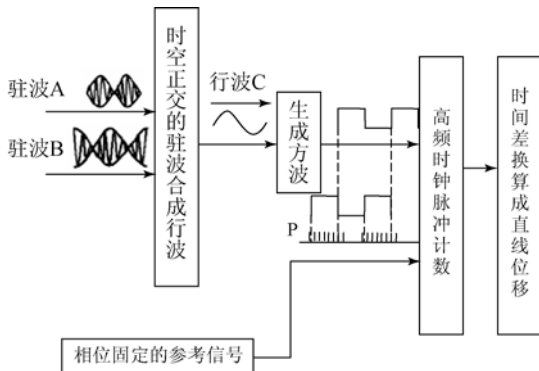 驻波A
驻波B
时空正交的驻波合成行波
行波C
生成方波
P
高频时钟脉冲计数
时间差换算成直线位移
相位固定的参考信号